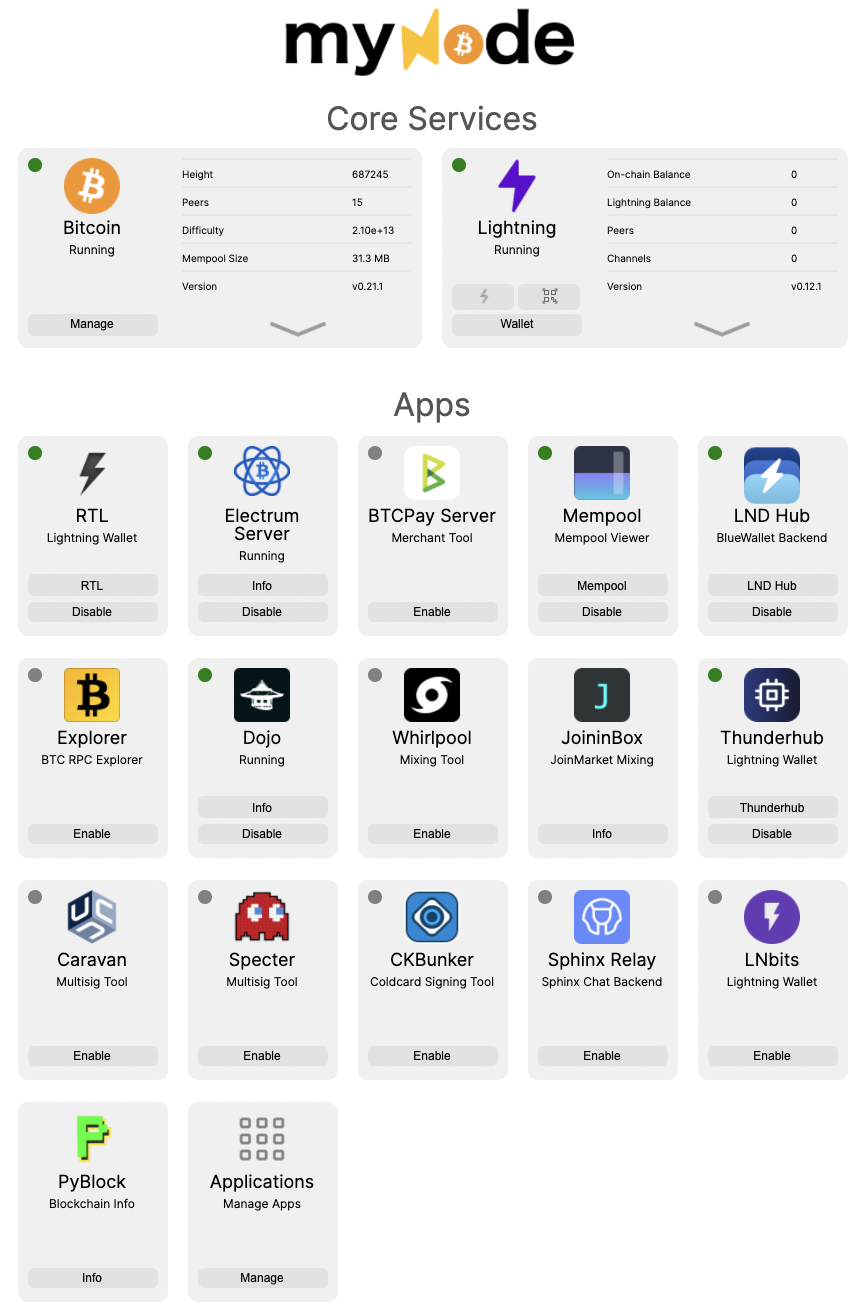 myNode
Core Services
Bitcoin
Running
Manage
Height 687245
Peers 15
Difficulty 2.10e+13
Mempool Size 31.3 MB
Version v0.21.1
Lightning
Running
Wallet
On-chain Balance 0
Lightning Balance 0
Peers 0
Channels 0
Version v0.12.1
Apps
RTL
Lightning Wallet
RTL
Disable
Electrum
Server
Running
Info
Disable
BTCPay Server
Merchant Tool
Enable
Mempool
Mempool Viewer
Mempool
Disable
LND Hub
BlueWallet Backend
LND Hub
Disable
Explorer
BTC RPC Explorer
Enable
Dojo
Running
Info
Disable
Whirlpool
Mixing Tool
Enable
J
JoininBox
JoinMarket Mixing
Info
Thunderhub
Lightning Wallet
Thunderhub
Disable
UCS
Caravan
Multisig Tool
Enable
Specter
Multisig Tool
Enable
CKBunker
Coldcard Signing Tool
Enable
Sphinx Relay
Sphinx Chat Backend
Enable
LNbits
Lightning Wallet
Enable
P
PyBlock
Blockchain Info
Info
Applications
Manage Apps
Manage